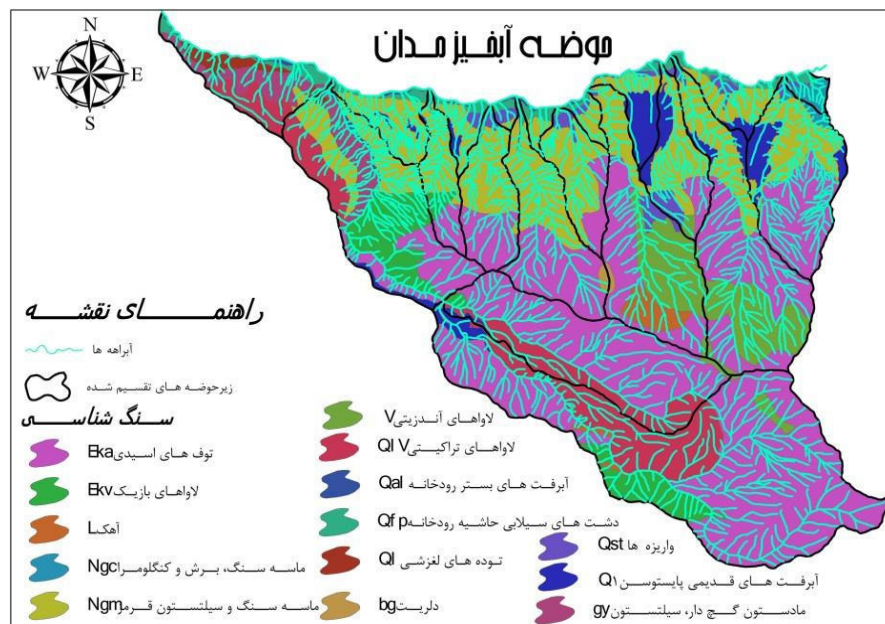 حوضه آبخیز مدان
N
W E
S
راهنمای نقشه
آبراهه ها
زیرحوضه های تقسیم شده
سنگ شناسی
توف های اسیدی Eka
لاواهای بازیک Ekv
آهک L
ماسه سنگ، برش و کنگلومرا Ngc
ماسه سنگ و سیلتستون قرمز Ngm
لاواهای آندزیتی V
لاواهای تراکیتی Ql V
آبرفت های بستر رودخانه Qal
دشت های سیلابی حاشیه رودخانه Qf p
توده های لغزشی Ql
دلریت bg
واریزه ها Qst
آبرفت های قدیمی پایستوسن Q1
مادستون گچ دار، سیلتستون gy